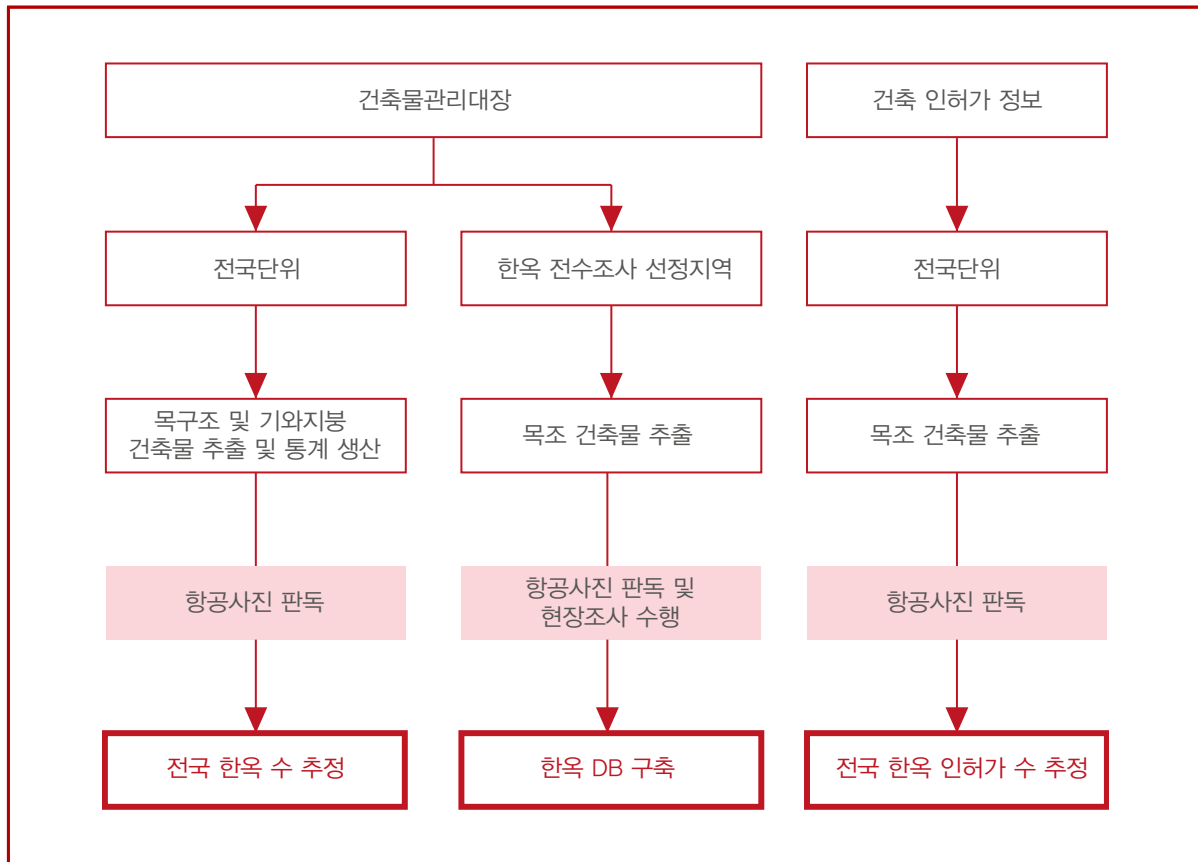 건축물관리대장
건축 인허가 정보
전국단위
한옥 전수조사 선정지역
전국단위
목구조 및 기와지붕
건축물 추출 및 통계 생산
목조 건축물 추출
목조 건축물 추출
항공사진 판독
항공사진 판독 및
현장조사 수행
항공사진 판독
전국 한옥 수 추정
한옥 DB 구축
전국 한옥 인허가 수 추정